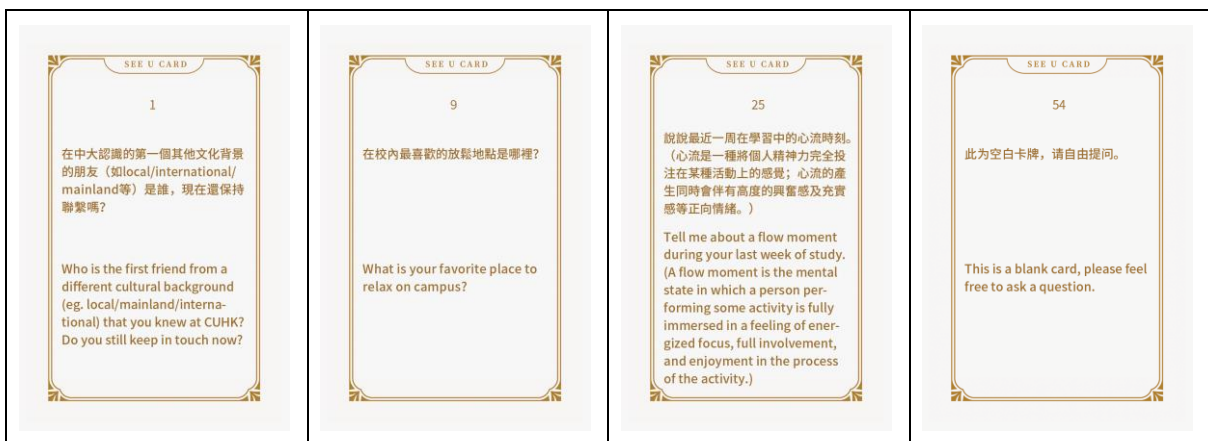 SEE U CARD
1
在中大認識的第一個其他文化背景
的朋友（如local/international/
mainland等）是誰，現在還保持
聯繫嗎？
Who is the first friend from a
different cultural background
(eg. local/mainland/interna-
tional) that you knew at CUHK?
Do you still keep in touch now?
SEE U CARD
9
在校內最喜歡的放鬆地點是哪裡？
What is your favorite place to
relax on campus?
SEE U CARD
25
說說最近一周在學習中的心流時刻。
（心流是一種將個人精神力完全投
注在某種活動上的感覺；心流的產
生同時會伴有高度的興奮感及充實
感等正向情緒。）
Tell me about a flow moment
during your last week of study.
(A flow moment is the mental
state in which a person per-
forming some activity is fully
immersed in a feeling of ener-
gized focus, full involvement,
and enjoyment in the process
of the activity.)
SEE U CARD
54
此为空白卡牌，请自由提问。
This is a blank card, please feel
free to ask a question.